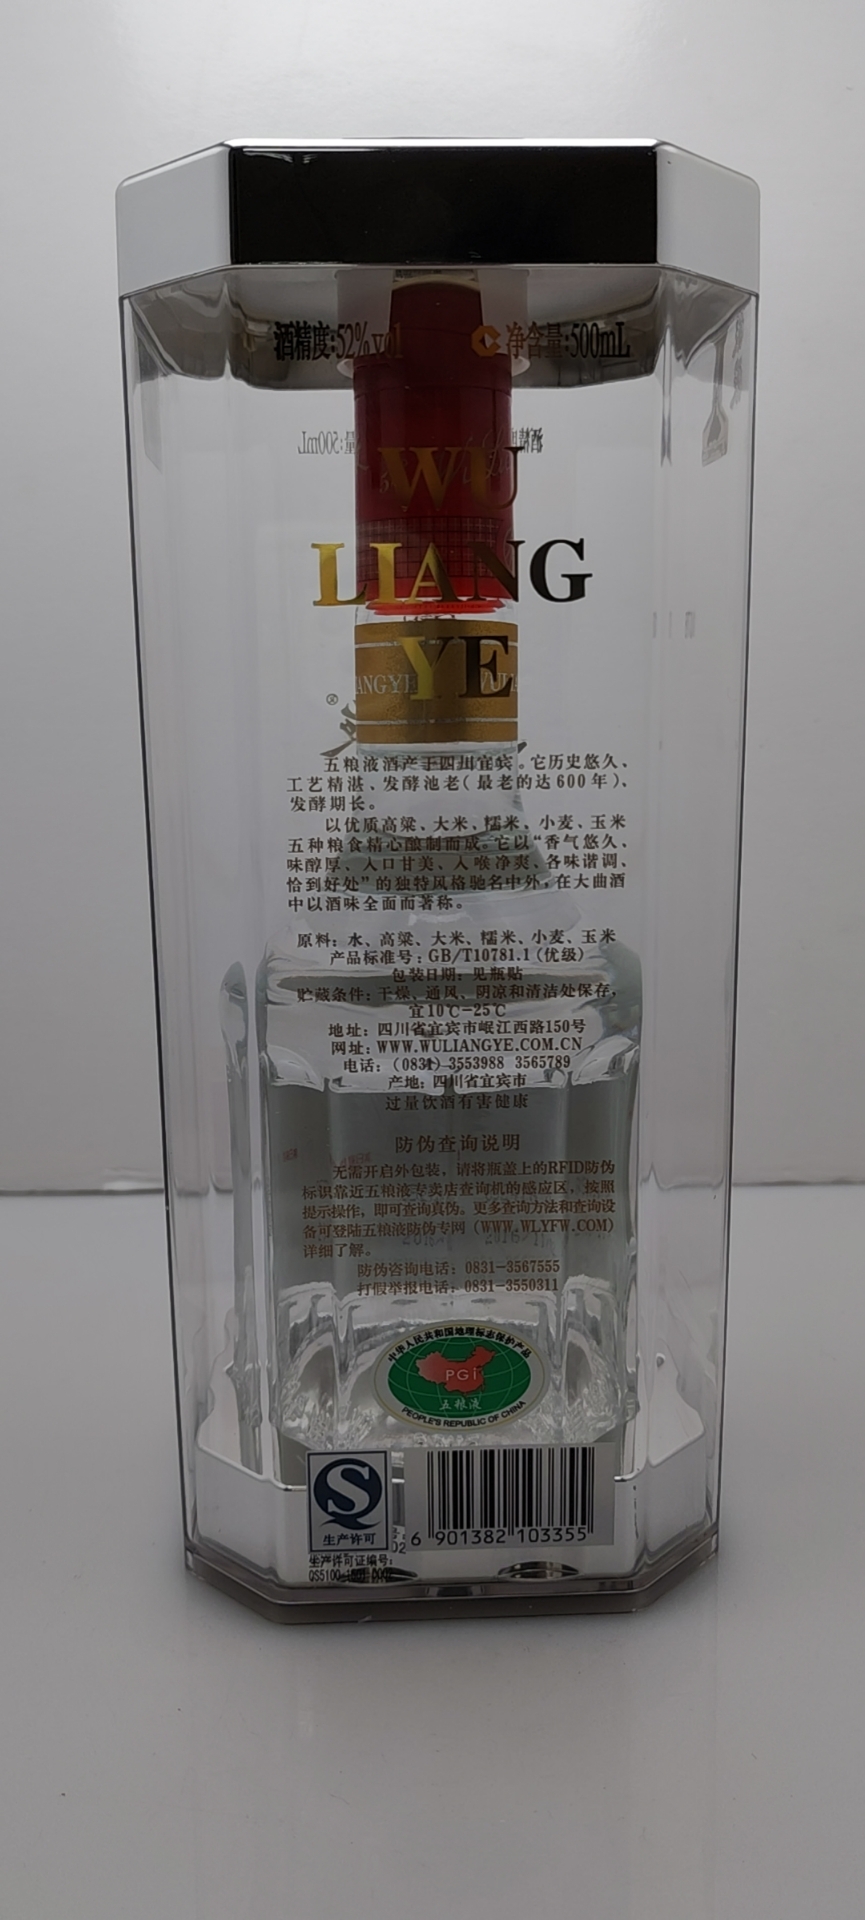 酒精度:52%vol 净含量:500mL
WU
LIANG
YE
®
五粮液酒产于四川宜宾。它历史悠久、
工艺精湛、发酵池老(最老的达600年)、
发酵期长。
以优质高粱、大米、糯米、小麦、玉米
五种粮食精心酿制而成。它以“香气悠久、
味醇厚、入口甘美、入喉净爽、各味谐调、
恰到好处”的独特风格驰名中外,在大曲酒
中以酒味全面而著称。
原料: 水、高粱、大米、糯米、小麦、玉米
产品标准号: GB/T10781.1(优级)
包装日期: 见瓶贴
贮藏条件: 干燥、通风、阴凉和清洁处保存,
宜10℃-25℃
地址: 四川省宜宾市岷江西路150号
网址: WWW.WULIANGYE.COM.CN
电话: (0831) 3553988 3565789
产地: 四川省宜宾市
过量饮酒有害健康
防伪查询说明
无需开启外包装, 请将瓶盖上的RFID防伪
标识靠近五粮液专卖店查询机的感应区, 按照
提示操作, 即可查询真伪。更多查询方法和查询设
备可登陆五粮液防伪专网 (WWW.WLYFW.COM)
详细了解。
防伪咨询电话: 0831-3567555
打假举报电话: 0831-3550311
中华人民共和国地理标志保护产品
PGI
五粮液
PEOPLE'S REPUBLIC OF CHINA
生产许可
6 901382 103355
生产许可证编号:
QS5100